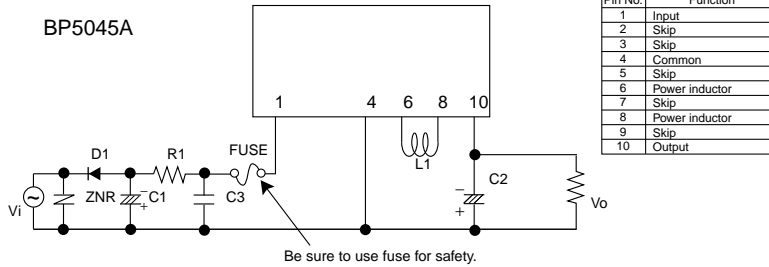 BP5045A
Pin No. Function
1 Input
2 Skip
3 Skip
4 Common
5 Skip
6 Power inductor
7 Skip
8 Power inductor
9 Skip
10 Output
1 4 6 8 10
L1
D1 R1 FUSE
Vi ~ ZNR − C1 + C3
− C2 +
Vo
Be sure to use fuse for safety.